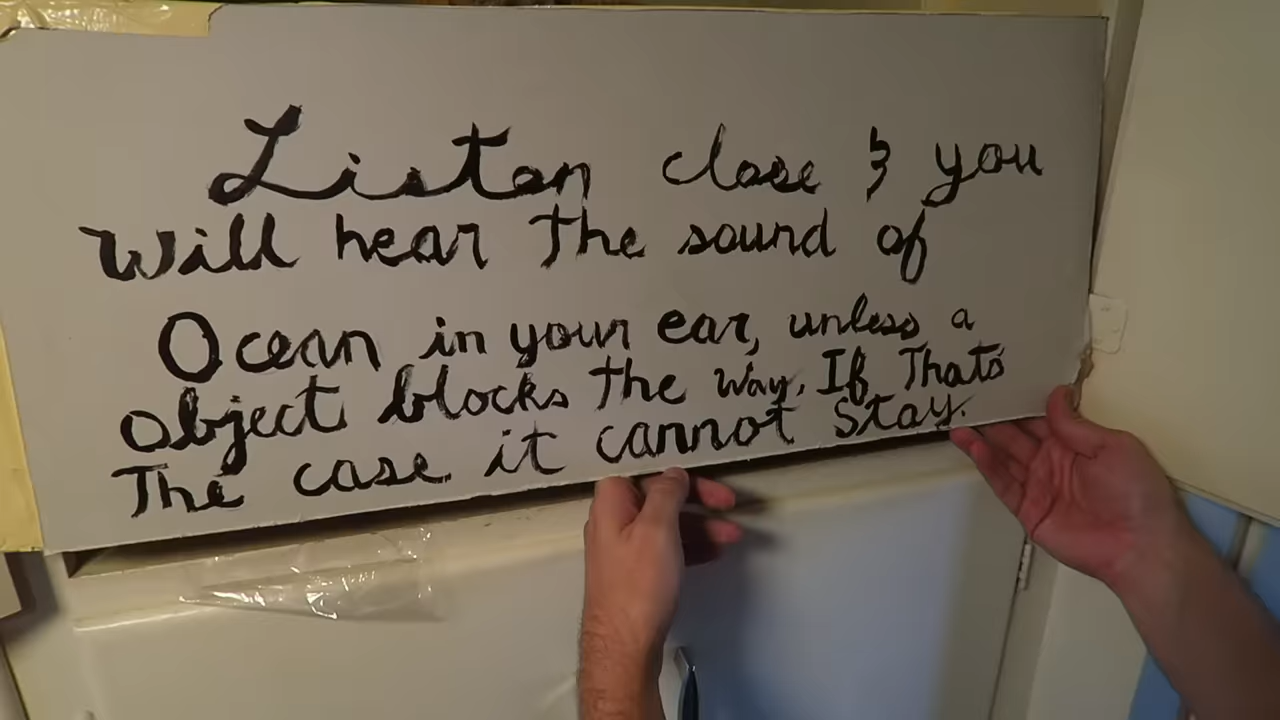 Listen close & you
will hear the sound of
Ocean in your ear, unless a
object blocks the way. If That's
The case it cannot Stay.